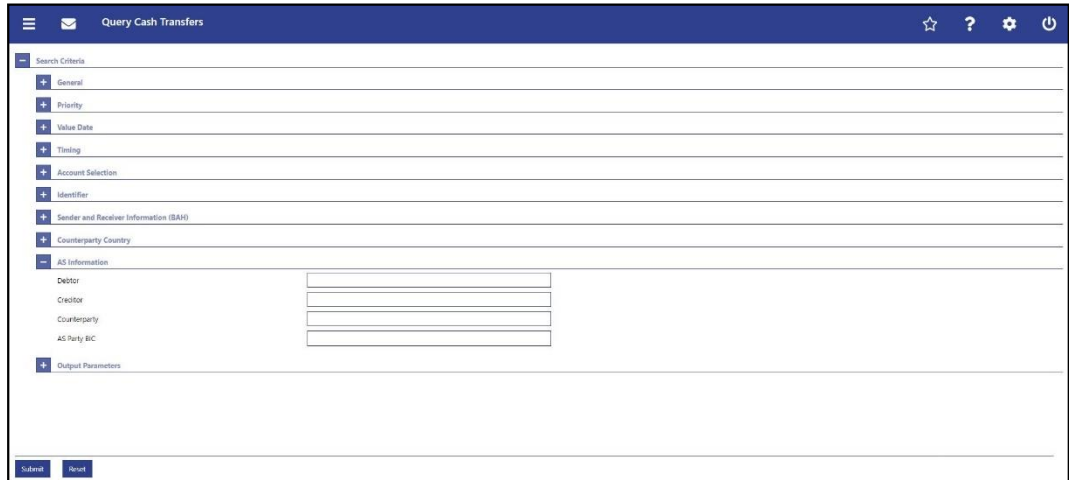 Query Cash Transfers
Search Criteria
General
Priority
Value Date
Timing
Account Selection
Identifier
Sender and Receiver Information (BAH)
Counterparty Country
AS Information
Debtor
Creditor
Counterparty
AS Party BIC
Output Parameters
Submit Reset